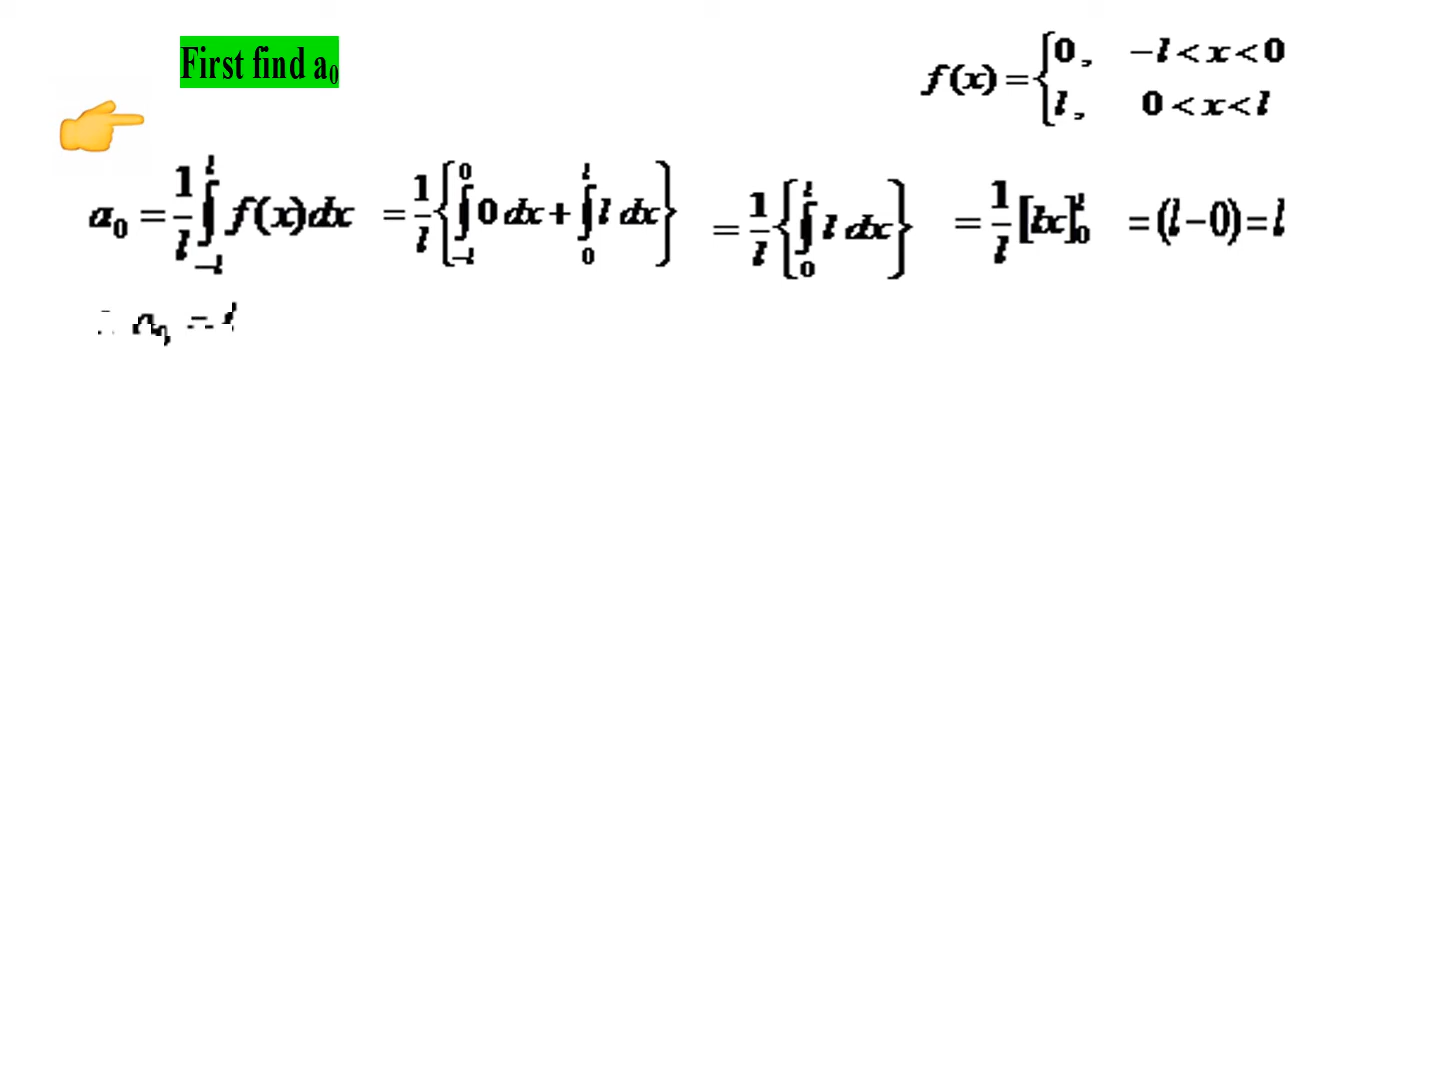 First find a₀
f(x) = { 0, -l < x < 0
l, 0 < x < l
a₀ = 1/l ∫_{-l}^{l} f(x)dx = 1/l { ∫_{-l}^{0} 0 dx + ∫_{0}^{l} l dx } = 1/l { ∫_{0}^{l} l dx } = 1/l [lx]_{0}^{l} = (l - 0) = l